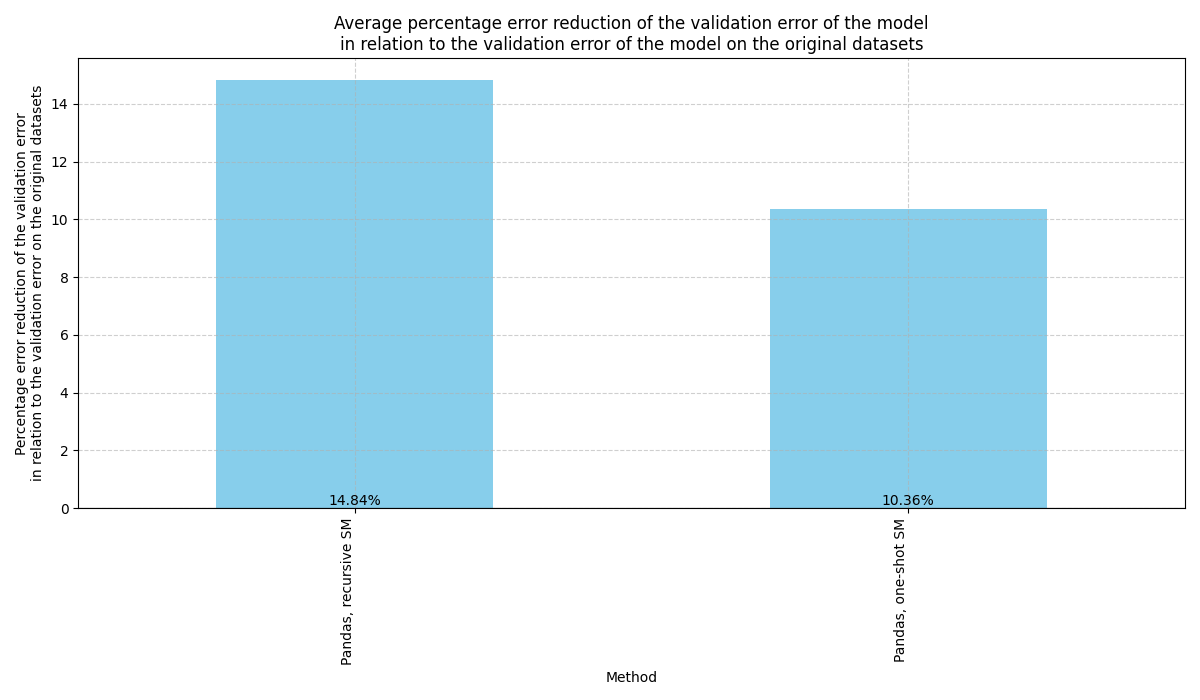 Average percentage error reduction of the validation error of the model
in relation to the validation error of the model on the original datasets
Percentage error reduction of the validation error
in relation to the validation error on the original datasets
14
12
10
8
6
4
2
0
14.84%
10.36%
Pandas, recursive SM
Pandas, one-shot SM
Method